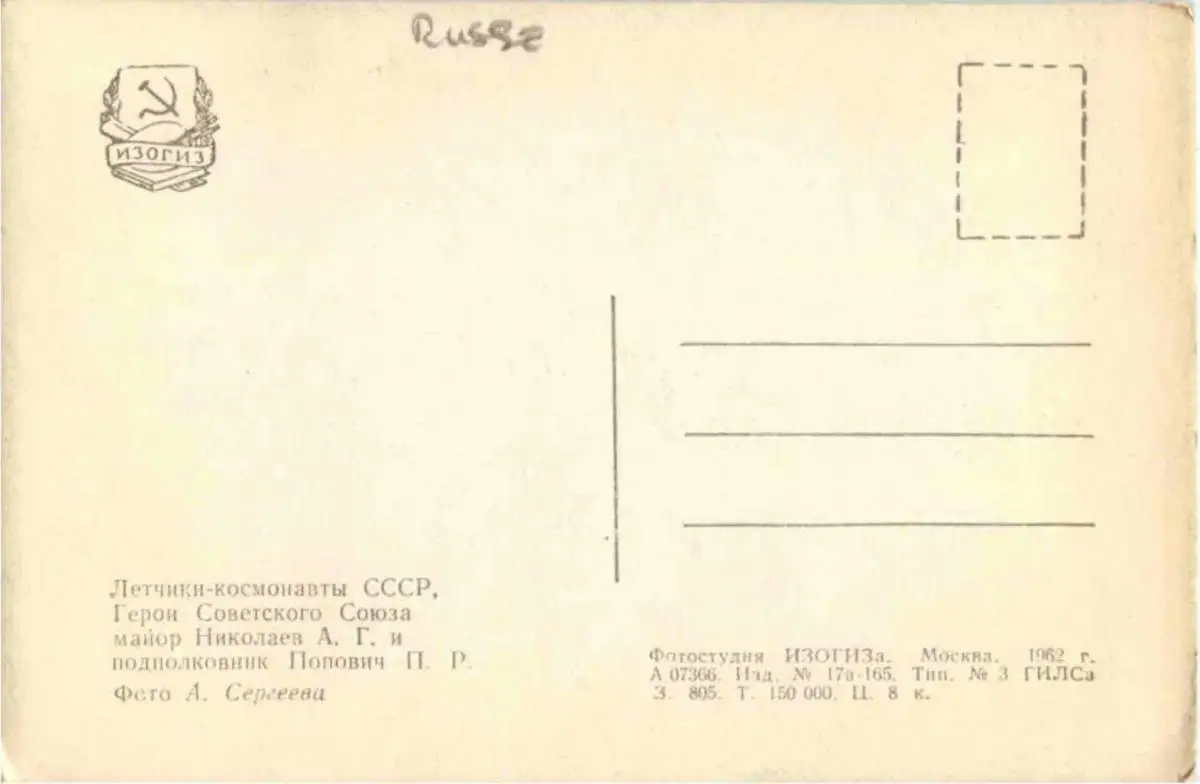 Russe
ИЗОГИЗ
Летчики-космонавты СССР,
Герои Советского Союза
майор Николаев А. Г. и
подполковник Попович П. Р.
Фото А. Сергеева
Фотостудия ИЗОГИЗа. Москва. 1962 г.
А 07366. Изд. № 17а-165. Тип. № 3 ГИЛСа
З. 805. Т. 150 000. Ц. 8 к.